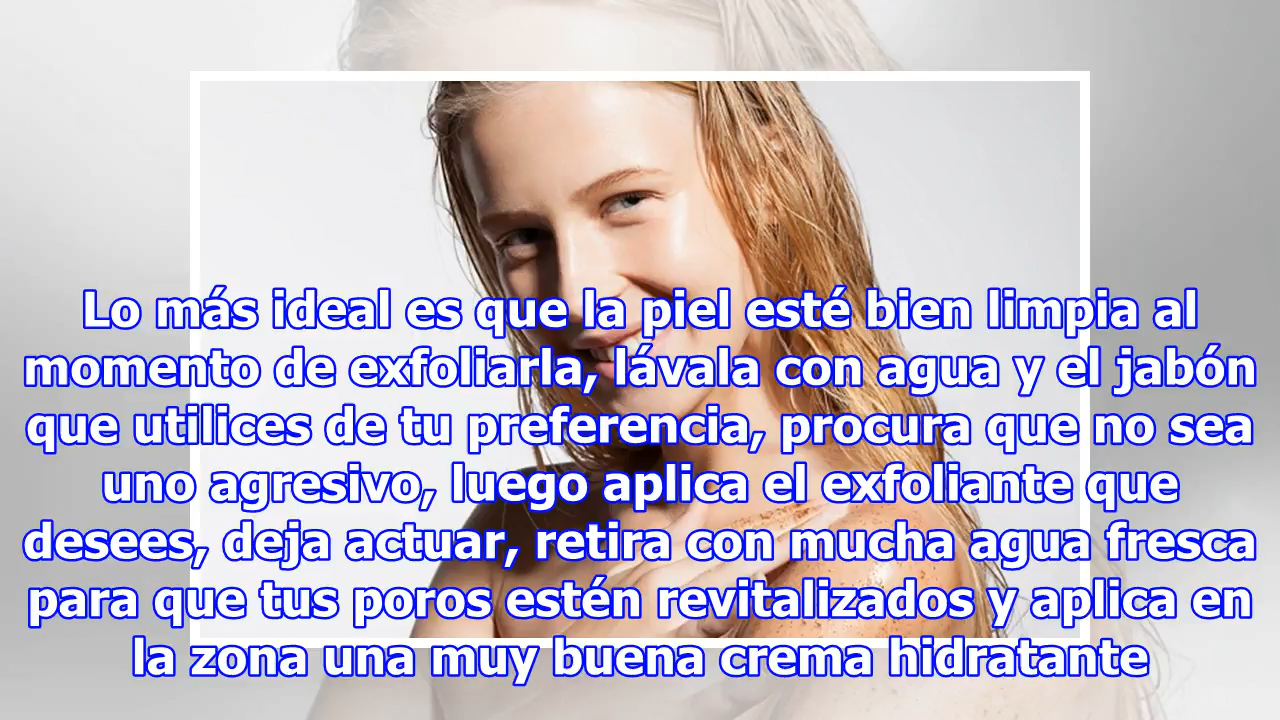 Lo más ideal es que la piel esté bien limpia al
momento de exfoliarla, lávala con agua y el jabón
que utilices de tu preferencia, procura que no sea
uno agresivo, luego aplica el exfoliante que
desees, deja actuar, retira con mucha agua fresca
para que tus poros estén revitalizados y aplica en
la zona una muy buena crema hidratante